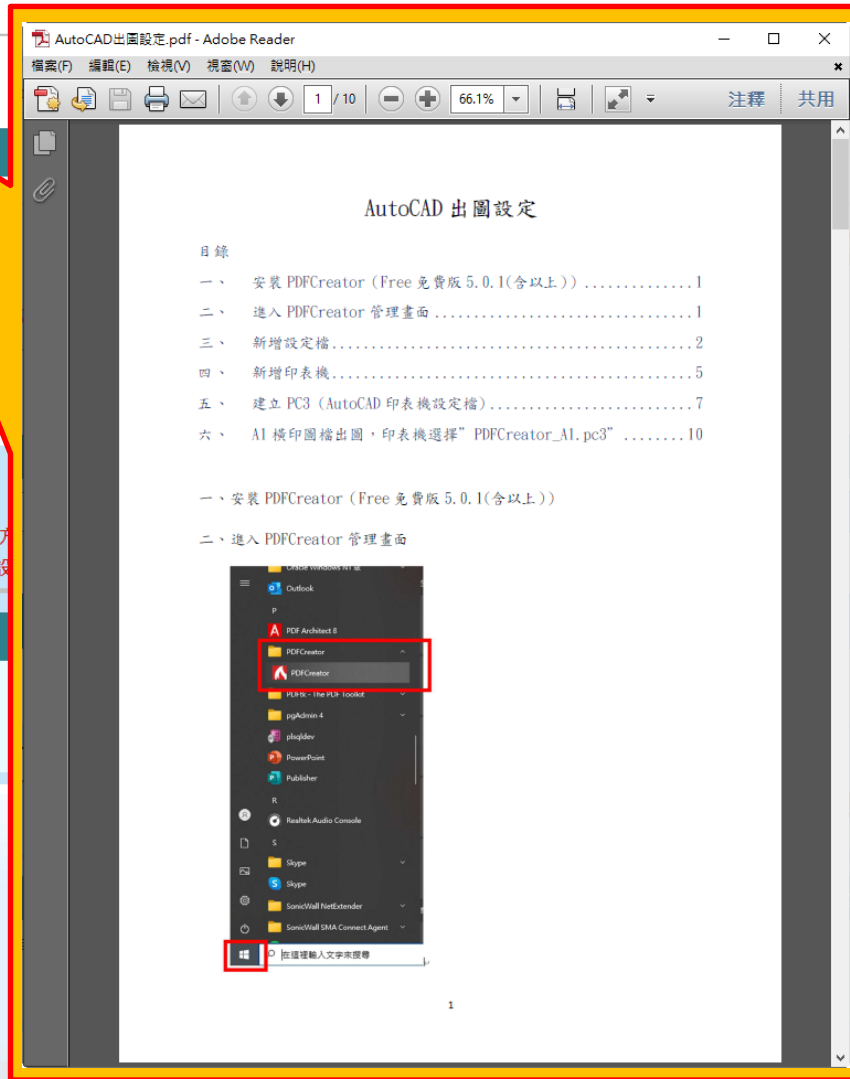 AutoCAD出圖設定.pdf - Adobe Reader
檔案(F) 編輯(E) 檢視(V) 視窗(W) 說明(H)
1 / 10 66.1% 注釋 共用
AutoCAD 出圖設定
目錄
一、 安裝 PDFCreator (Free 免費版 5.0.1(含以上)) ..............1
二、 進入 PDFCreator 管理畫面 .................................1
三、 新增設定檔..............................................2
四、 新增印表機..............................................5
五、 建立 PC3 (AutoCAD 印表機設定檔)..........................7
六、 A1 橫印圖檔出圖，印表機選擇” PDFCreator_A1.pc3” ........10
一、安裝 PDFCreator (Free 免費版 5.0.1(含以上))
二、進入 PDFCreator 管理畫面
Oracle Windows NT 版
Outlook
P
PDF Architect 8
PDFCreator
PDFCreator
PDFtk - The PDF Toolkit
pgAdmin 4
plsqldev
PowerPoint
Publisher
R
Realtek Audio Console
S
Skype
Skype
SonicWall NetExtender
SonicWall SMA Connect Agent
在這裡輸入文字來搜尋
1